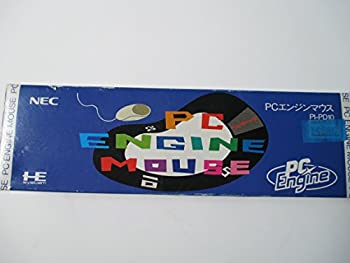 NEC
PCエンジンマウス
PI-PD10
PC
ENGINE
MOUSE
PC
Engine
HE
SE PC ENGINE MOUSE PC